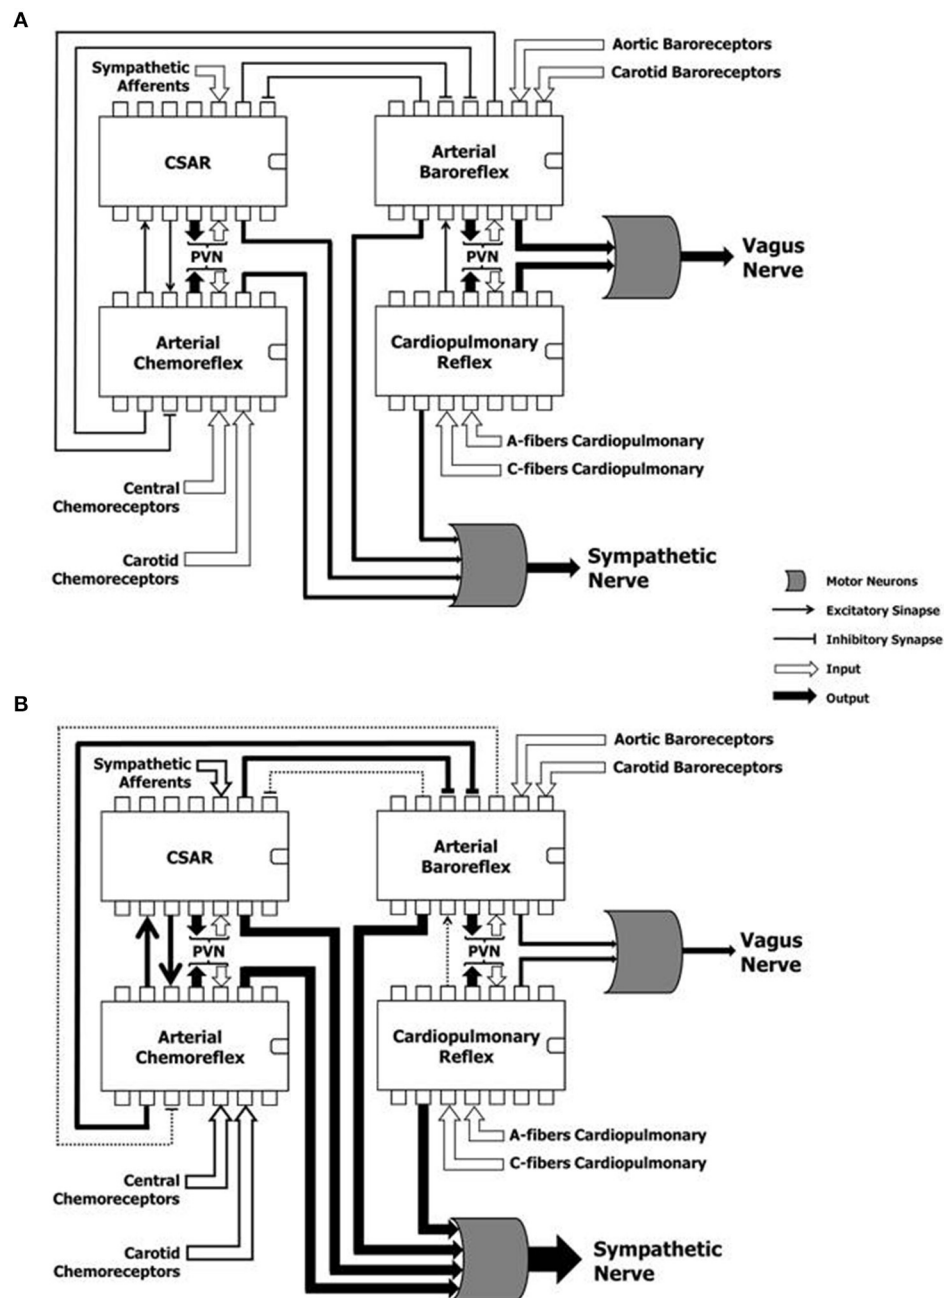 A
Aortic Baroreceptors
Sympathetic
Afferents
Carotid Baroreceptors
CSAR
Arterial
Baroreflex
PVN
PVN
Vagus
Nerve
Arterial
Chemoreflex
Cardiopulmonary
Reflex
A-fibers Cardiopulmonary
C-fibers Cardiopulmonary
Central
Chemoreceptors
Carotid
Chemoreceptors
Sympathetic
Nerve
Motor Neurons
Excitatory Sinapse
Inhibitory Synapse
Input
Output
B
Aortic Baroreceptors
Sympathetic
Afferents
Carotid Baroreceptors
CSAR
Arterial
Baroreflex
PVN
PVN
Vagus
Nerve
Arterial
Chemoreflex
Cardiopulmonary
Reflex
A-fibers Cardiopulmonary
C-fibers Cardiopulmonary
Central
Chemoreceptors
Carotid
Chemoreceptors
Sympathetic
Nerve